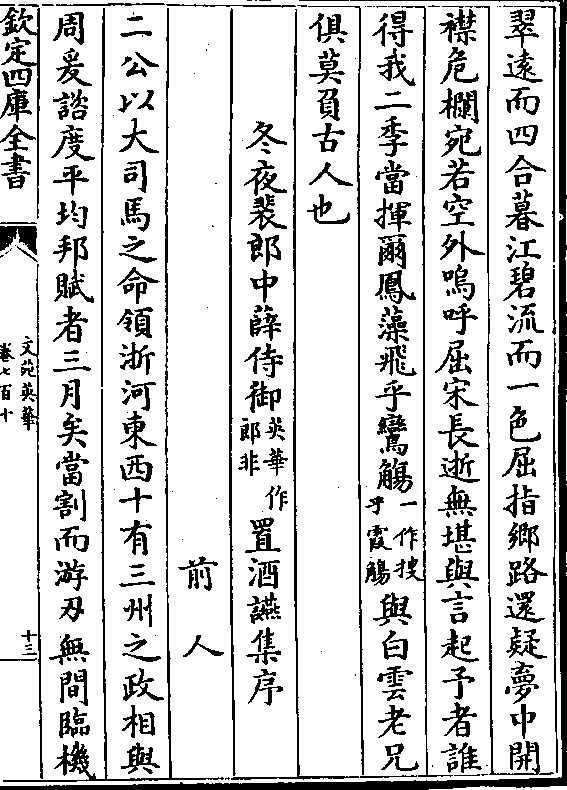 翠遠而四合暮江碧流而一色屈指鄉路還疑夢中開
襟危欄宛若空外嗚呼屈宋長逝無堪與言起予者誰
得我二季當揮爾鳳藻飛乎鸞觴一作挍乎霞觴與白雲老兄
俱莫負古人也
冬夜裴郎中薛侍御英華作郎非置酒讌集序
前人
二公以大司馬之命領浙河東西十有三州之政相與
周爰諮度平均邦賦者三月矣當割而游刃無間臨機
欽定四庫全書
文苑英華
卷七百十
十三